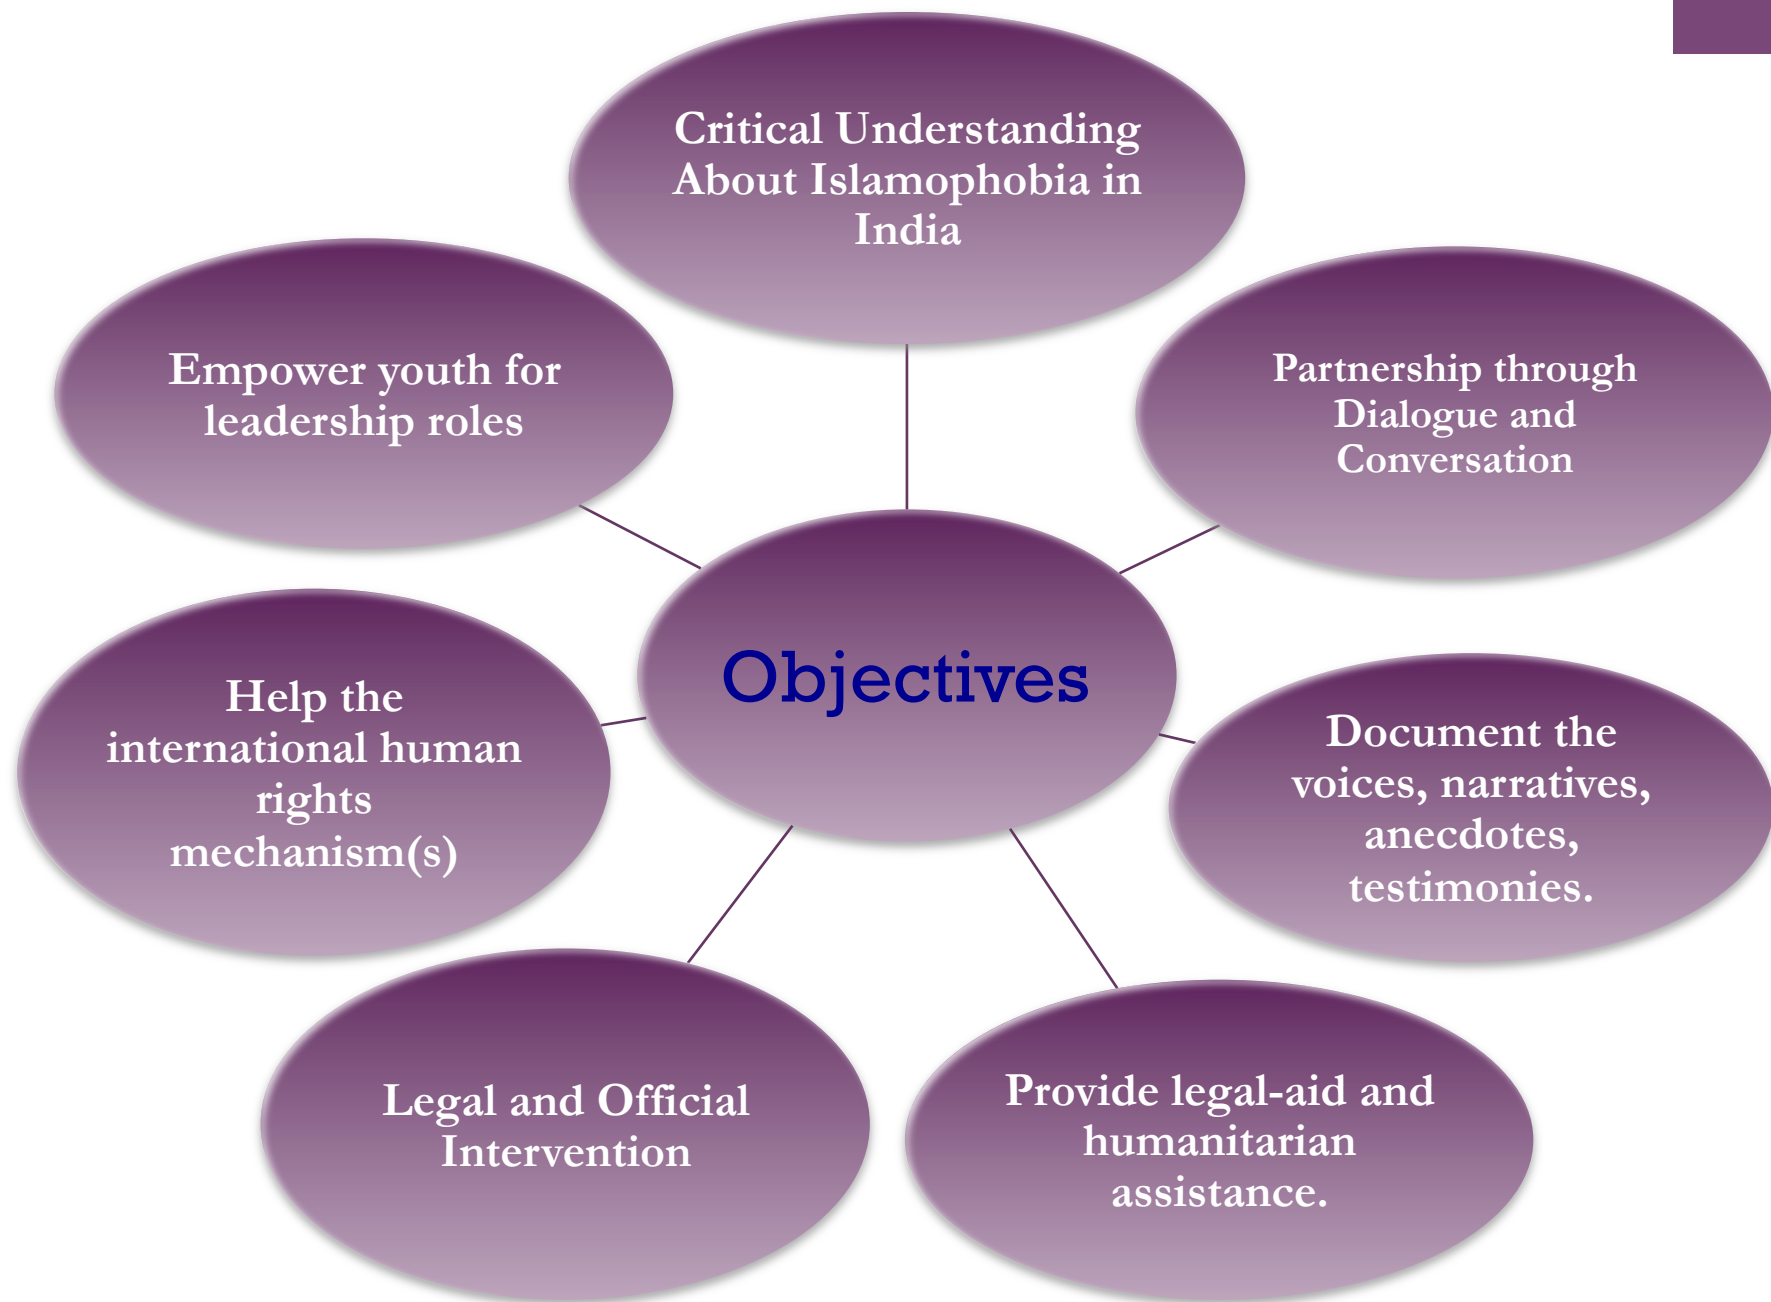 Critical Understanding
About Islamophobia in
India
Empower youth for
leadership roles
Partnership through
Dialogue and
Conversation
Objectives
Help the
international human
rights
mechanism(s)
Document the
voices, narratives,
anecdotes,
testimonies.
Legal and Official
Intervention
Provide legal-aid and
humanitarian
assistance.